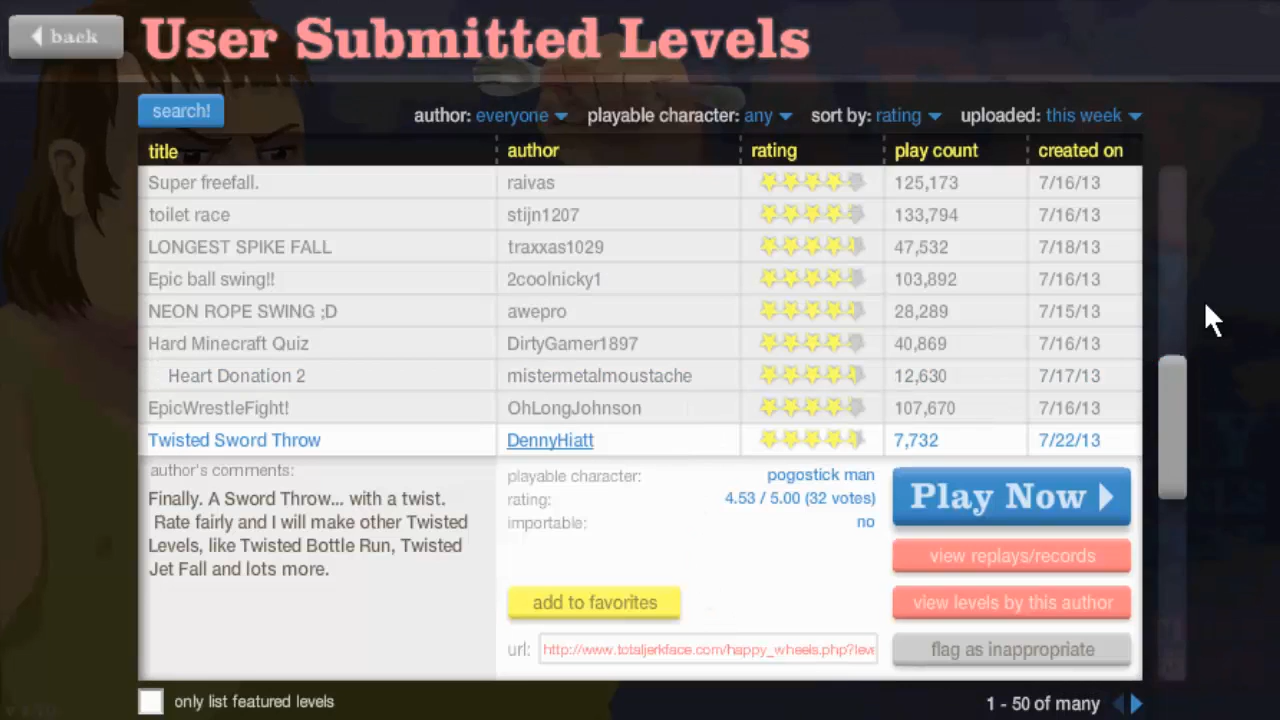 back
User Submitted Levels
search!
author: everyone playable character: any sort by: rating uploaded: this week
title author rating play count created on
Super freefall. raivas 125,173 7/16/13
toilet race stijn1207 133,794 7/16/13
LONGEST SPIKE FALL traxxas1029 47,532 7/18/13
Epic ball swing!! 2coolnicky1 103,892 7/16/13
NEON ROPE SWING ;D awepro 28,289 7/15/13
Hard Minecraft Quiz DirtyGamer1897 40,869 7/16/13
Heart Donation 2 mistermetalmoustache 12,630 7/17/13
EpicWrestleFight! OhLongJohnson 107,670 7/16/13
Twisted Sword Throw DennyHiatt 7,732 7/22/13
author's comments:
Finally. A Sword Throw... with a twist.
Rate fairly and I will make other Twisted
Levels, like Twisted Bottle Run, Twisted
Jet Fall and lots more.
playable character: pogostick man
rating: 4.53 / 5.00 (32 votes)
importable: no
add to favorites
url: http://www.totaljerkface.com/happy_wheels.php?lev
Play Now
view replays/records
view levels by this author
flag as inappropriate
only list featured levels
1 - 50 of many